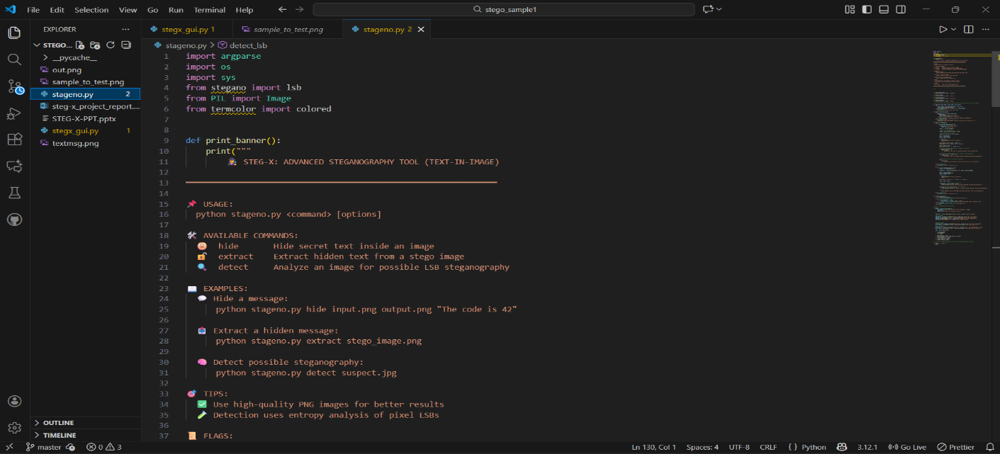 File Edit Selection View Go Run Terminal Help
stego_sample1
EXPLORER
STEGO...
__pycache__
out.png
sample_to_test.png
stageno.py 2
steg-x_project_report....
STEG-X-PPT.pptx
stegx_gui.py 1
textmsg.png
OUTLINE
TIMELINE
stegx_gui.py 1
sample_to_test.png
stageno.py 2
stageno.py > detect_lsb
1 import argparse
2 import os
3 import sys
4 from stegano import lsb
5 from PIL import Image
6 from termcolor import colored
7
8
9 def print_banner():
10 print("""
11 🕵️ STEG-X: ADVANCED STEGANOGRAPHY TOOL (TEXT-IN-IMAGE)
12
13 ━━━━━━━━━━━━━━━━━━━━━━━━━━━━━━
14
15 📌 USAGE:
16 python stageno.py <command> [options]
17
18 🛠️ AVAILABLE COMMANDS:
19 hide Hide secret text inside an image
20 🔓 extract Extract hidden text from a stego image
21 🔍 detect Analyze an image for possible LSB steganography
22
23 📖 EXAMPLES:
24 💬 Hide a message:
25 python stageno.py hide input.png output.png "The code is 42"
26
27 📤 Extract a hidden message:
28 python stageno.py extract stego_image.png
29
30 🧠 Detect possible steganography:
31 python stageno.py detect suspect.jpg
32
33 🎯 TIPS:
34 ✅ Use high-quality PNG images for better results
35 🧪 Detection uses entropy analysis of pixel LSBs
36
37 📜 FLAGS:
master 0 3
Ln 130, Col 1 Spaces: 4 UTF-8 CRLF { } Python 3.12.1 Go Live Prettier